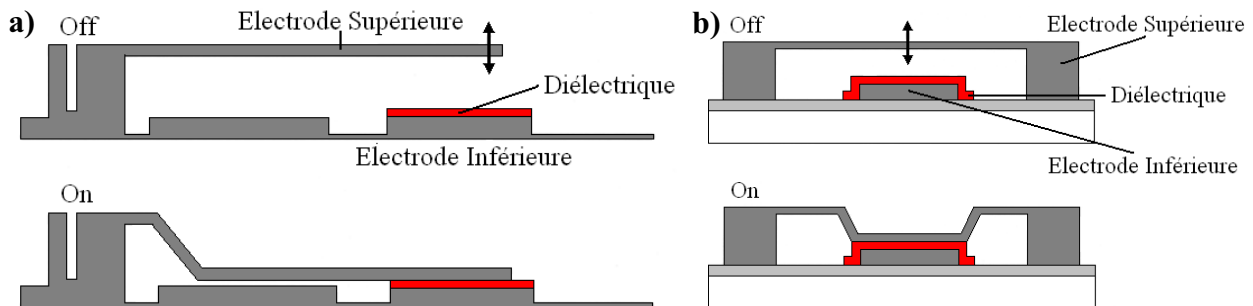 a)
Off
Electrode Supérieure
Diélectrique
Electrode Inférieure
On
b)
Off
Electrode Supérieure
Diélectrique
Electrode Inférieure
On